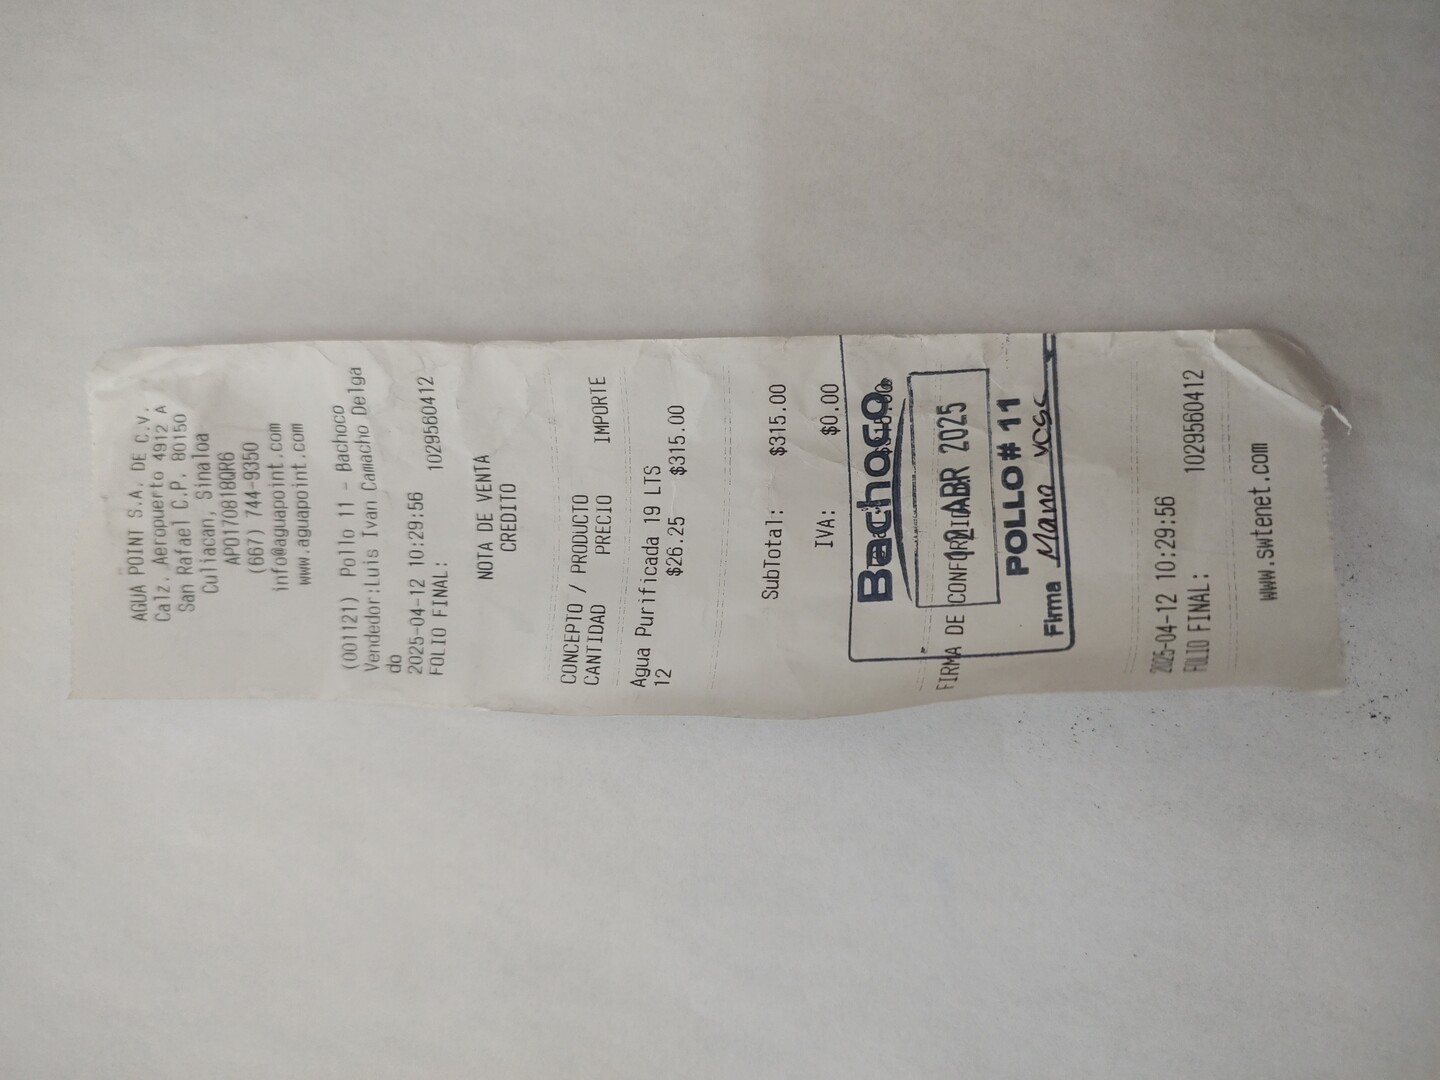 AGUA POINT S.A. DE C.V.
Calz. Aeropuerto 4912 A
San Rafael C.P. 80150
Culiacan, Sinaloa
APO170818QR6
(667) 744-9350
info@aguapoint.com
www.aguapoint.com
(001121) Pollo 11 - Bachoco
Vendedor:Luis Ivan Camacho Delga
do
2025-04-12 10:29:56
FOLIO FINAL: 1029560412
NOTA DE VENTA
CREDITO
CONCEPTO / PRODUCTO
CANTIDAD PRECIO IMPORTE
Agua Purificada 19 LTS
12 $26.25 $315.00
SubTotal: $315.00
IVA: $0.00
Bachoco
FIRMA DE
12 ABR 2025
POLLO # 11
Firma
2025-04-12 10:29:56
FOLIO FINAL: 1029560412
www.swtenet.com